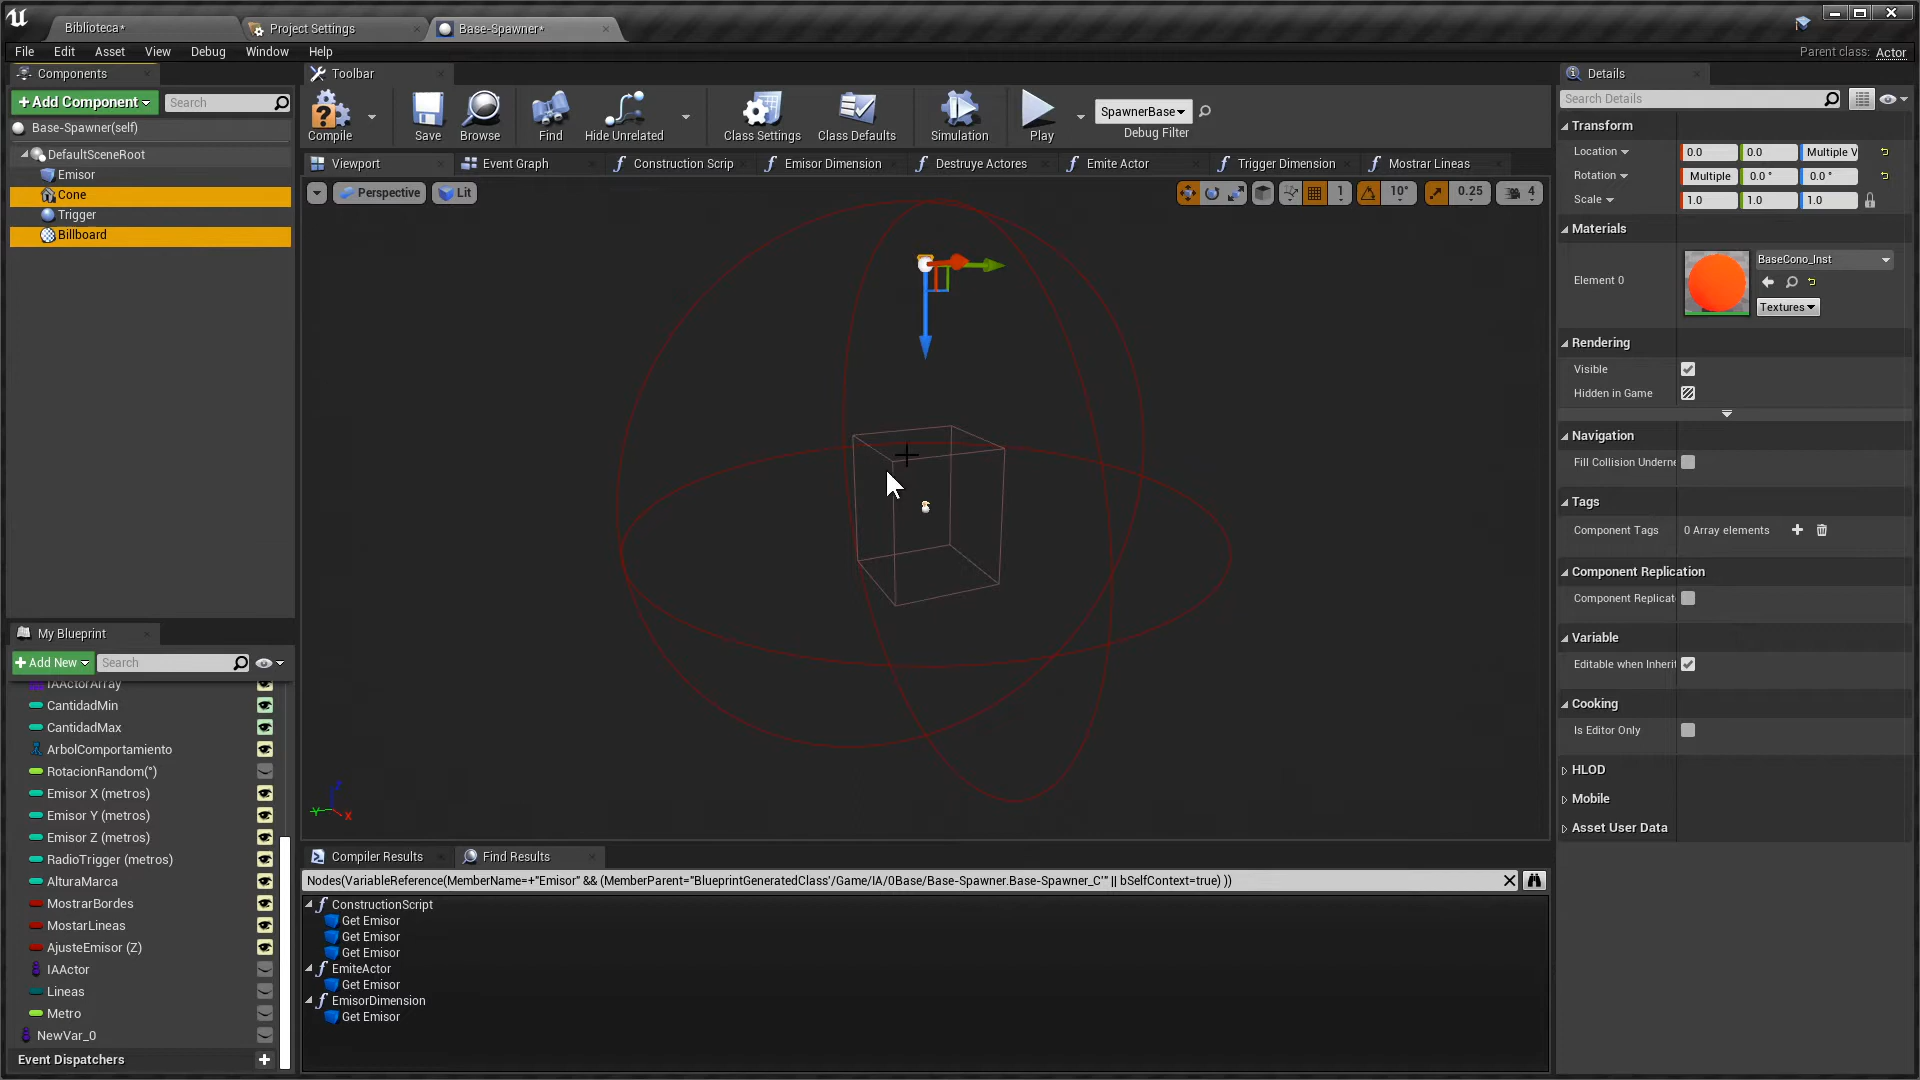 Biblioteca*
Project Settings
Base-Spawner*
File Edit Asset View Debug Window Help
Parent class: Actor
Components
Add Component
Search
Base-Spawner(self)
DefaultSceneRoot
Emisor
Cone
Trigger
Billboard
My Blueprint
Add New
Search
IAActorArray
CantidadMin
CantidadMax
ArbolComportamiento
RotacionRandom(°)
Emisor X (metros)
Emisor Y (metros)
Emisor Z (metros)
RadioTrigger (metros)
AlturaMarca
MostrarBordes
MostarLineas
AjusteEmisor (Z)
IAActor
Lineas
Metro
NewVar_0
Event Dispatchers
Toolbar
Compile
Save
Browse
Find
Hide Unrelated
Class Settings
Class Defaults
Simulation
Play
SpawnerBase
Debug Filter
Viewport
Event Graph
Construction Scrip
Emisor Dimension
Destruye Actores
Emite Actor
Trigger Dimension
Mostrar Lineas
Perspective
Lit
1
10°
0.25
4
Z
Y
X
Compiler Results
Find Results
Nodes(VariableReference(MemberName=+"Emisor" && (MemberParent="BlueprintGeneratedClass'/Game/IA/0Base/Base-Spawner.Base-Spawner_C'" || bSelfContext=true) ))
ConstructionScript
Get Emisor
Get Emisor
Get Emisor
EmiteActor
Get Emisor
EmisorDimension
Get Emisor
Details
Search Details
Transform
Location 0.0 0.0 Multiple V
Rotation Multiple 0.0 ° 0.0 °
Scale 1.0 1.0 1.0
Materials
Element 0
BaseCono_Inst
Textures
Rendering
Visible
Hidden in Game
Navigation
Fill Collision Underne
Tags
Component Tags 0 Array elements
Component Replication
Component Replicat
Variable
Editable when Inherit
Cooking
Is Editor Only
HLOD
Mobile
Asset User Data